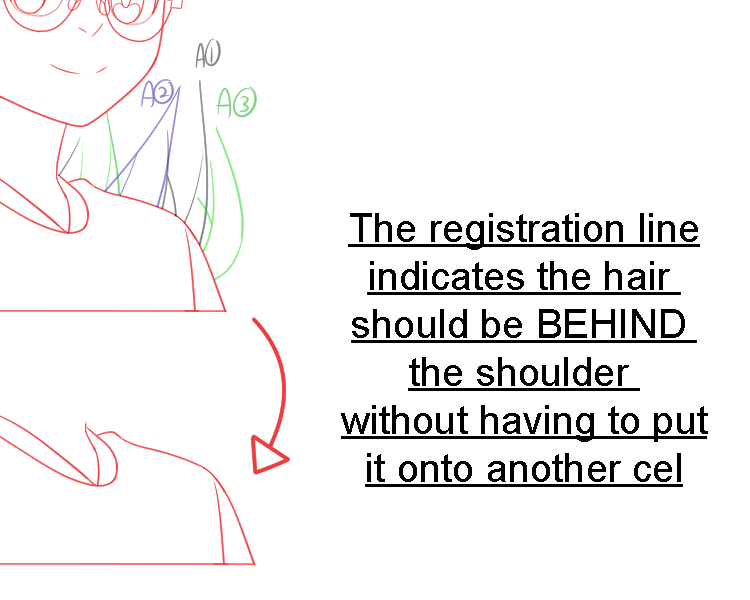 A①
A②
A③
The registration line
indicates the hair
should be BEHIND
the shoulder
without having to put
it onto another cel